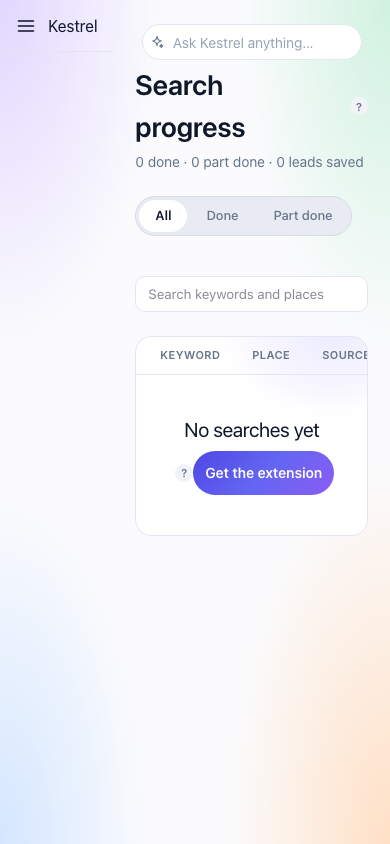 Kestrel
Ask Kestrel anything...
Search
progress
?
0 done · 0 part done · 0 leads saved
All Done Part done
Search keywords and places
KEYWORD PLACE SOURCE
No searches yet
? Get the extension